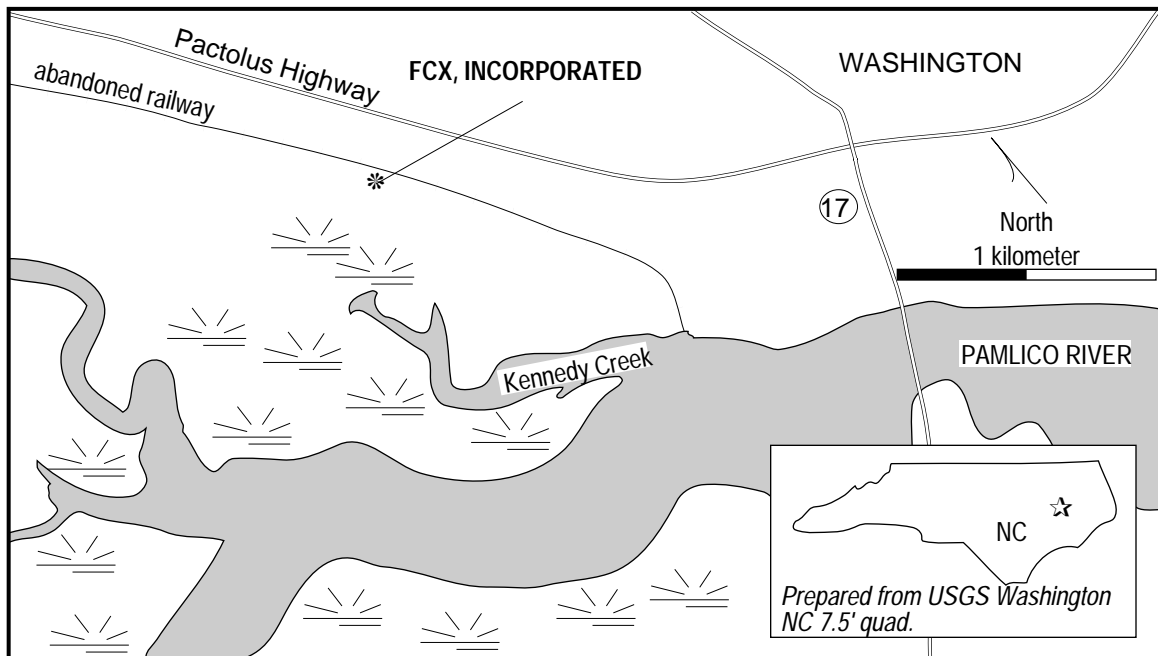 Pactolus Highway
abandoned railway
FCX, INCORPORATED
WASHINGTON
17
North
1 kilometer
Kennedy Creek
PAMLICO RIVER
NC
Prepared from USGS Washington
NC 7.5' quad.